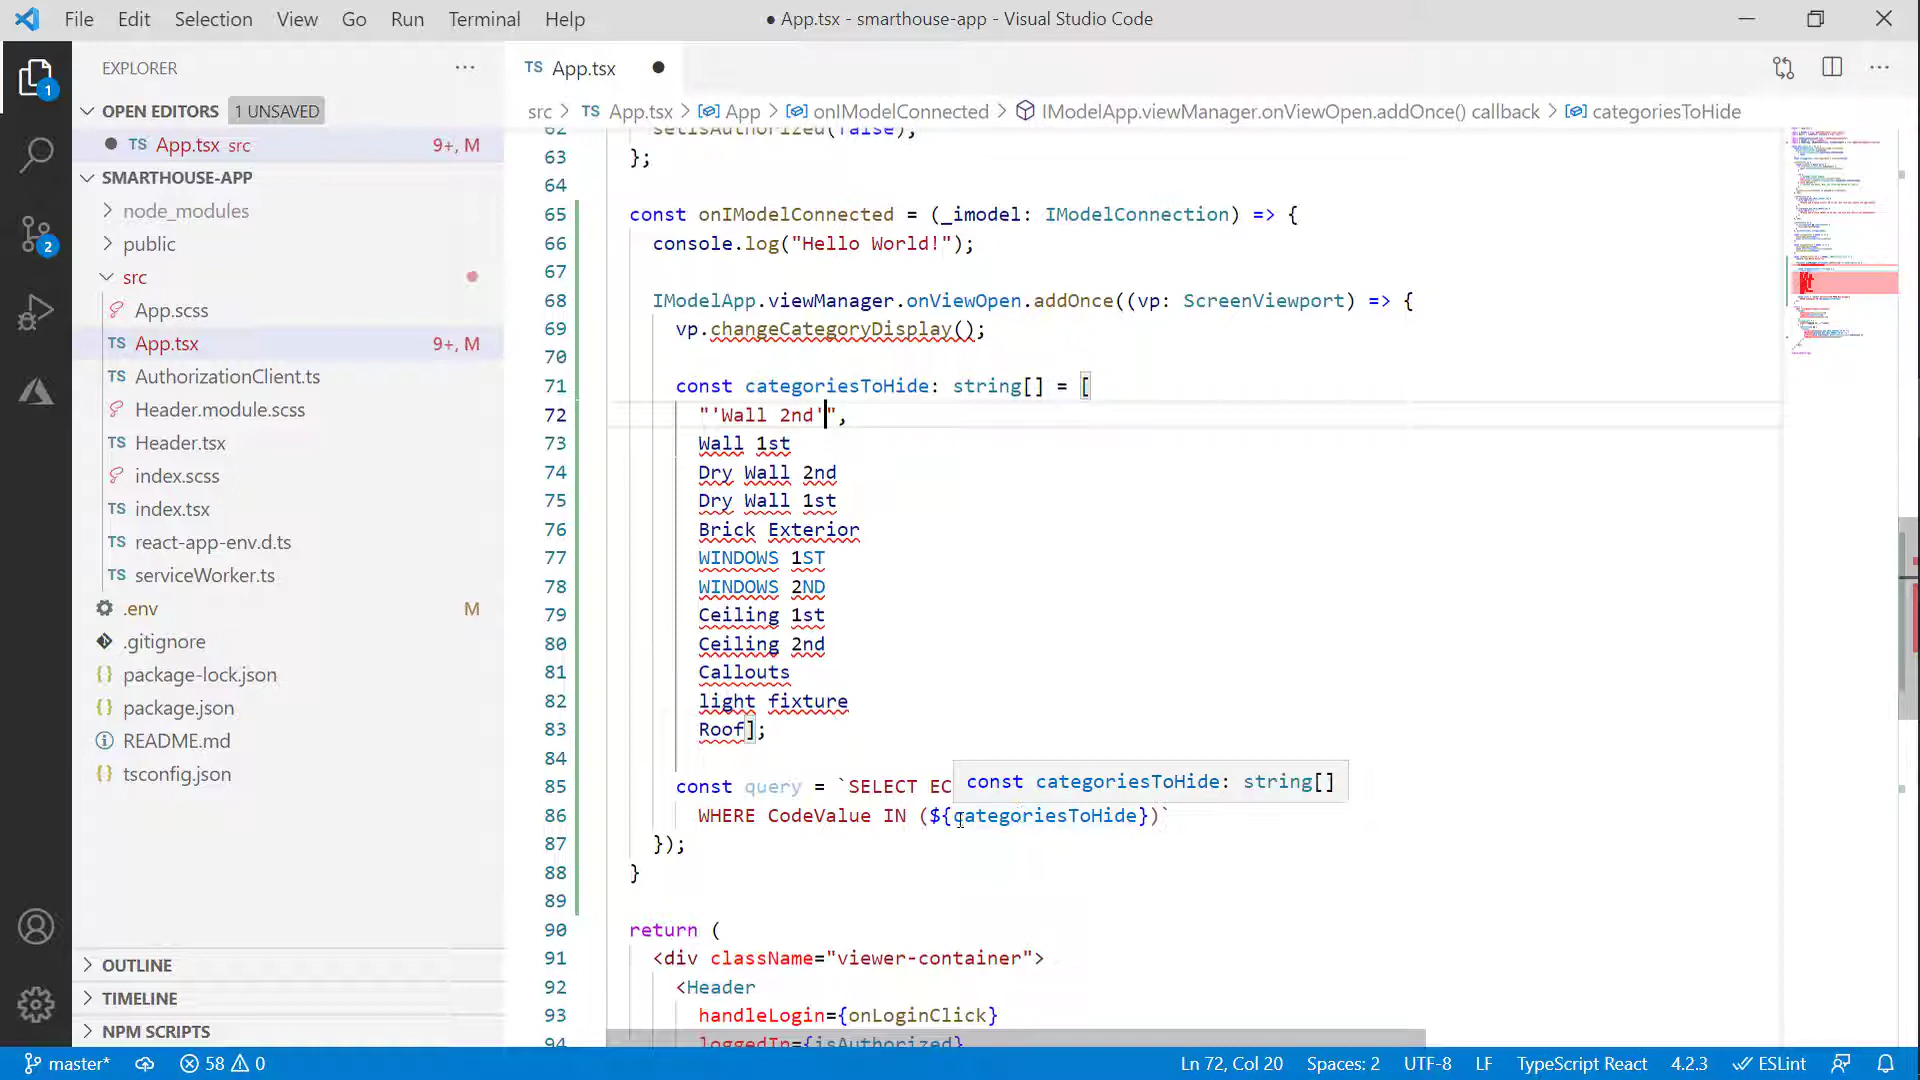 File Edit Selection View Go Run Terminal Help ● App.tsx - smarthouse-app - Visual Studio Code
EXPLORER
OPEN EDITORS 1 UNSAVED
TS App.tsx src 9+, M
SMARTHOUSE-APP
node_modules
public
src
App.scss
TS App.tsx 9+, M
TS AuthorizationClient.ts
Header.module.scss
TS Header.tsx
index.scss
TS index.tsx
TS react-app-env.d.ts
TS serviceWorker.ts
.env M
.gitignore
{} package-lock.json
{} package.json
README.md
tsconfig.json
OUTLINE
TIMELINE
NPM SCRIPTS
1
2
TS App.tsx
src > TS App.tsx > App > onIModelConnected > IModelApp.viewManager.onViewOpen.addOnce() callback > categoriesToHide
62 setIsAuthorized(false);
63 };
64
65 const onIModelConnected = (_imodel: IModelConnection) => {
66 console.log("Hello World!");
67
68 IModelApp.viewManager.onViewOpen.addOnce((vp: ScreenViewport) => {
69 vp.changeCategoryDisplay();
70
71 const categoriesToHide: string[] = [
72 "'Wall 2nd'",
73 Wall 1st
74 Dry Wall 2nd
75 Dry Wall 1st
76 Brick Exterior
77 WINDOWS 1ST
78 WINDOWS 2ND
79 Ceiling 1st
80 Ceiling 2nd
81 Callouts
82 light fixture
83 Roof];
84
const categoriesToHide: string[]
85 const query = `SELECT EC
86 WHERE CodeValue IN (${categoriesToHide})`
87 });
88 }
89
90 return (
91 <div className="viewer-container">
92 <Header
93 handleLogin={onLoginClick}
94 loggedIn={isAuthorized}
master* 58 0 Ln 72, Col 20 Spaces: 2 UTF-8 LF TypeScript React 4.2.3 ESLint